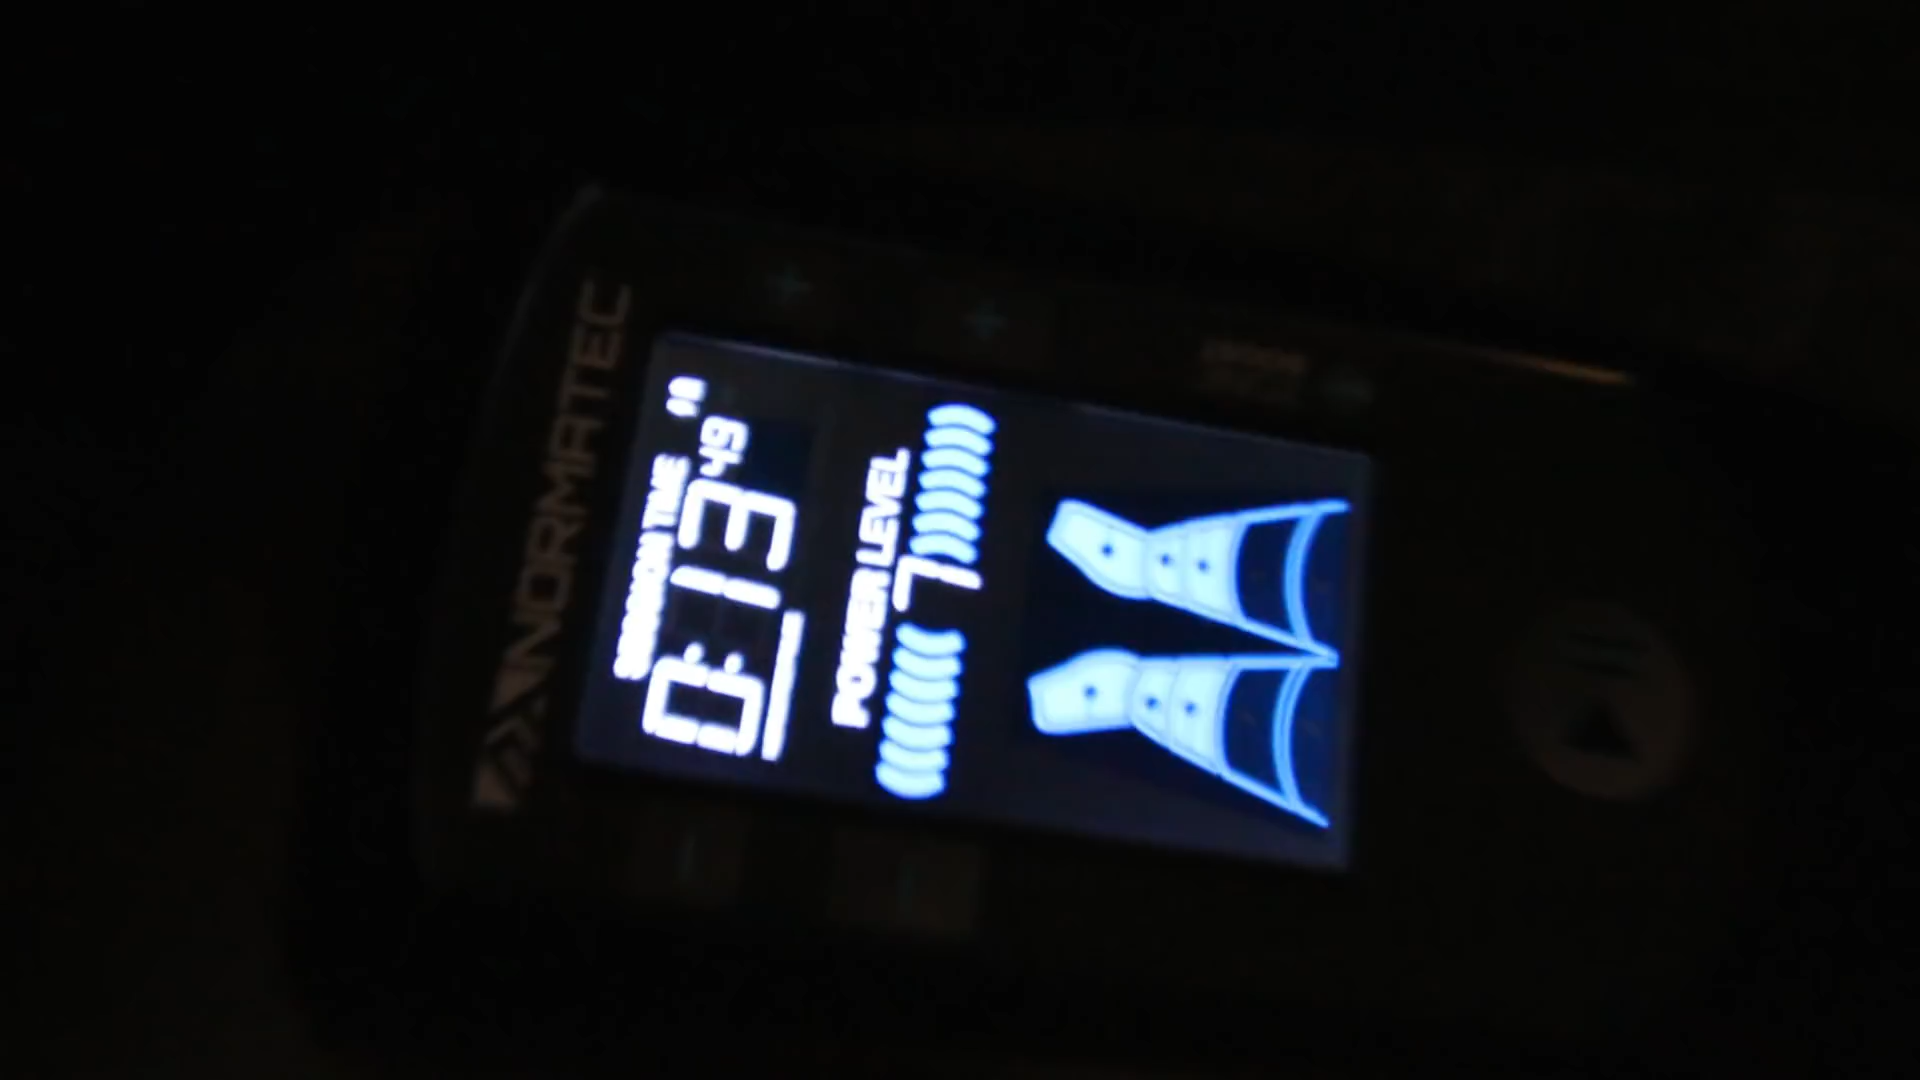 NORMATEC
SESSION TIME
0:13 49
POWER LEVEL
7